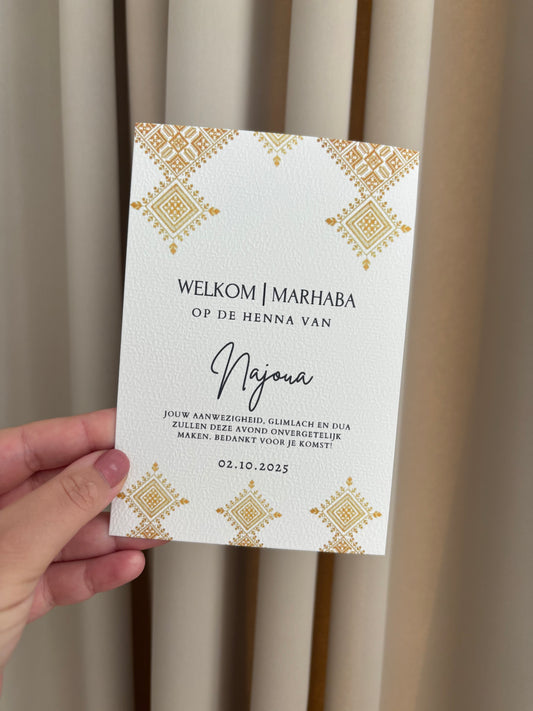 WELKOM | MARHABA
OP DE HENNA VAN
Najoua
JOUW AANWEZIGHEID, GLIMLACH EN DUA
ZULLEN DEZE AVOND ONVERGETELIJK
MAKEN. BEDANKT VOOR JE KOMST!
02.10.2025